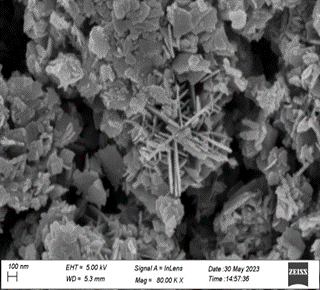 100 nm
EHT = 5.00 kV
Signal A = InLens
Date :30 May 2023
WD = 5.3 mm
Mag = 80.00 K X
Time :14:57:36
ZEISS